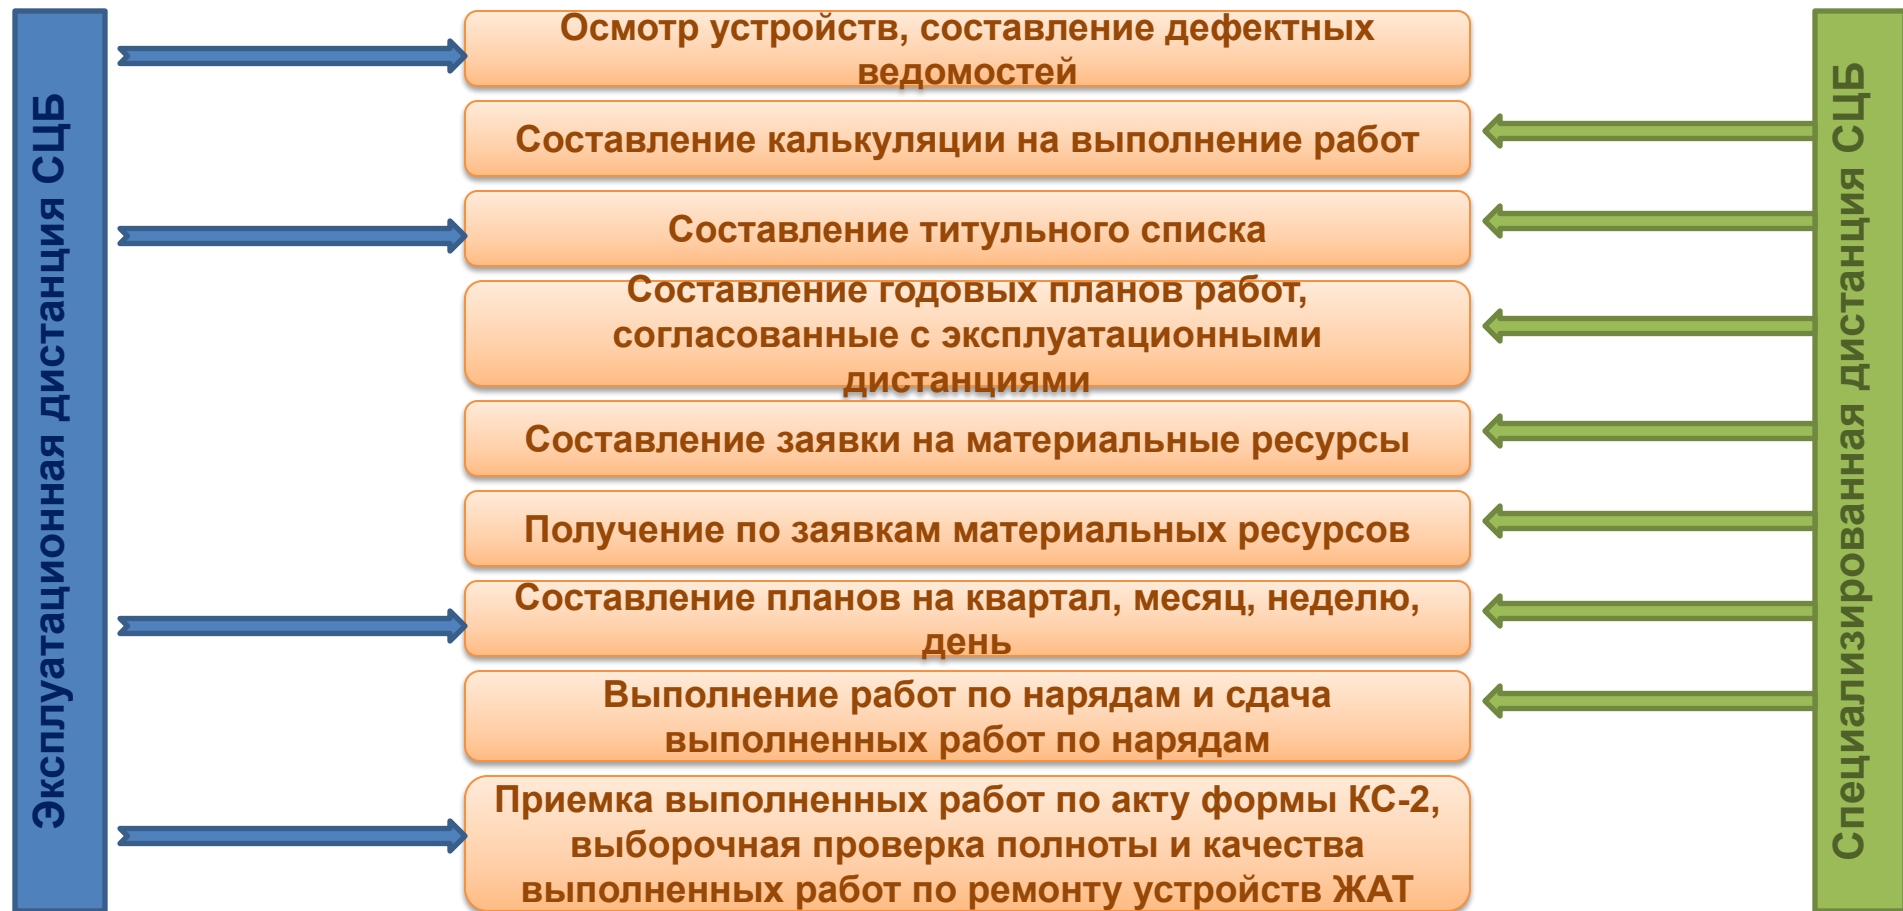 Эксплуатационная дистанция СЦБ
Осмотр устройств, составление дефектных
ведомостей
Составление калькуляции на выполнение работ
Составление титульного списка
Составление годовых планов работ,
согласованные с эксплуатационными
дистанциями
Составление заявки на материальные ресурсы
Получение по заявкам материальных ресурсов
Составление планов на квартал, месяц, неделю,
день
Выполнение работ по нарядам и сдача
выполненных работ по нарядам
Приемка выполненных работ по акту формы КС-2,
выборочная проверка полноты и качества
выполненных работ по ремонту устройств ЖАТ
Специализированная дистанция СЦБ